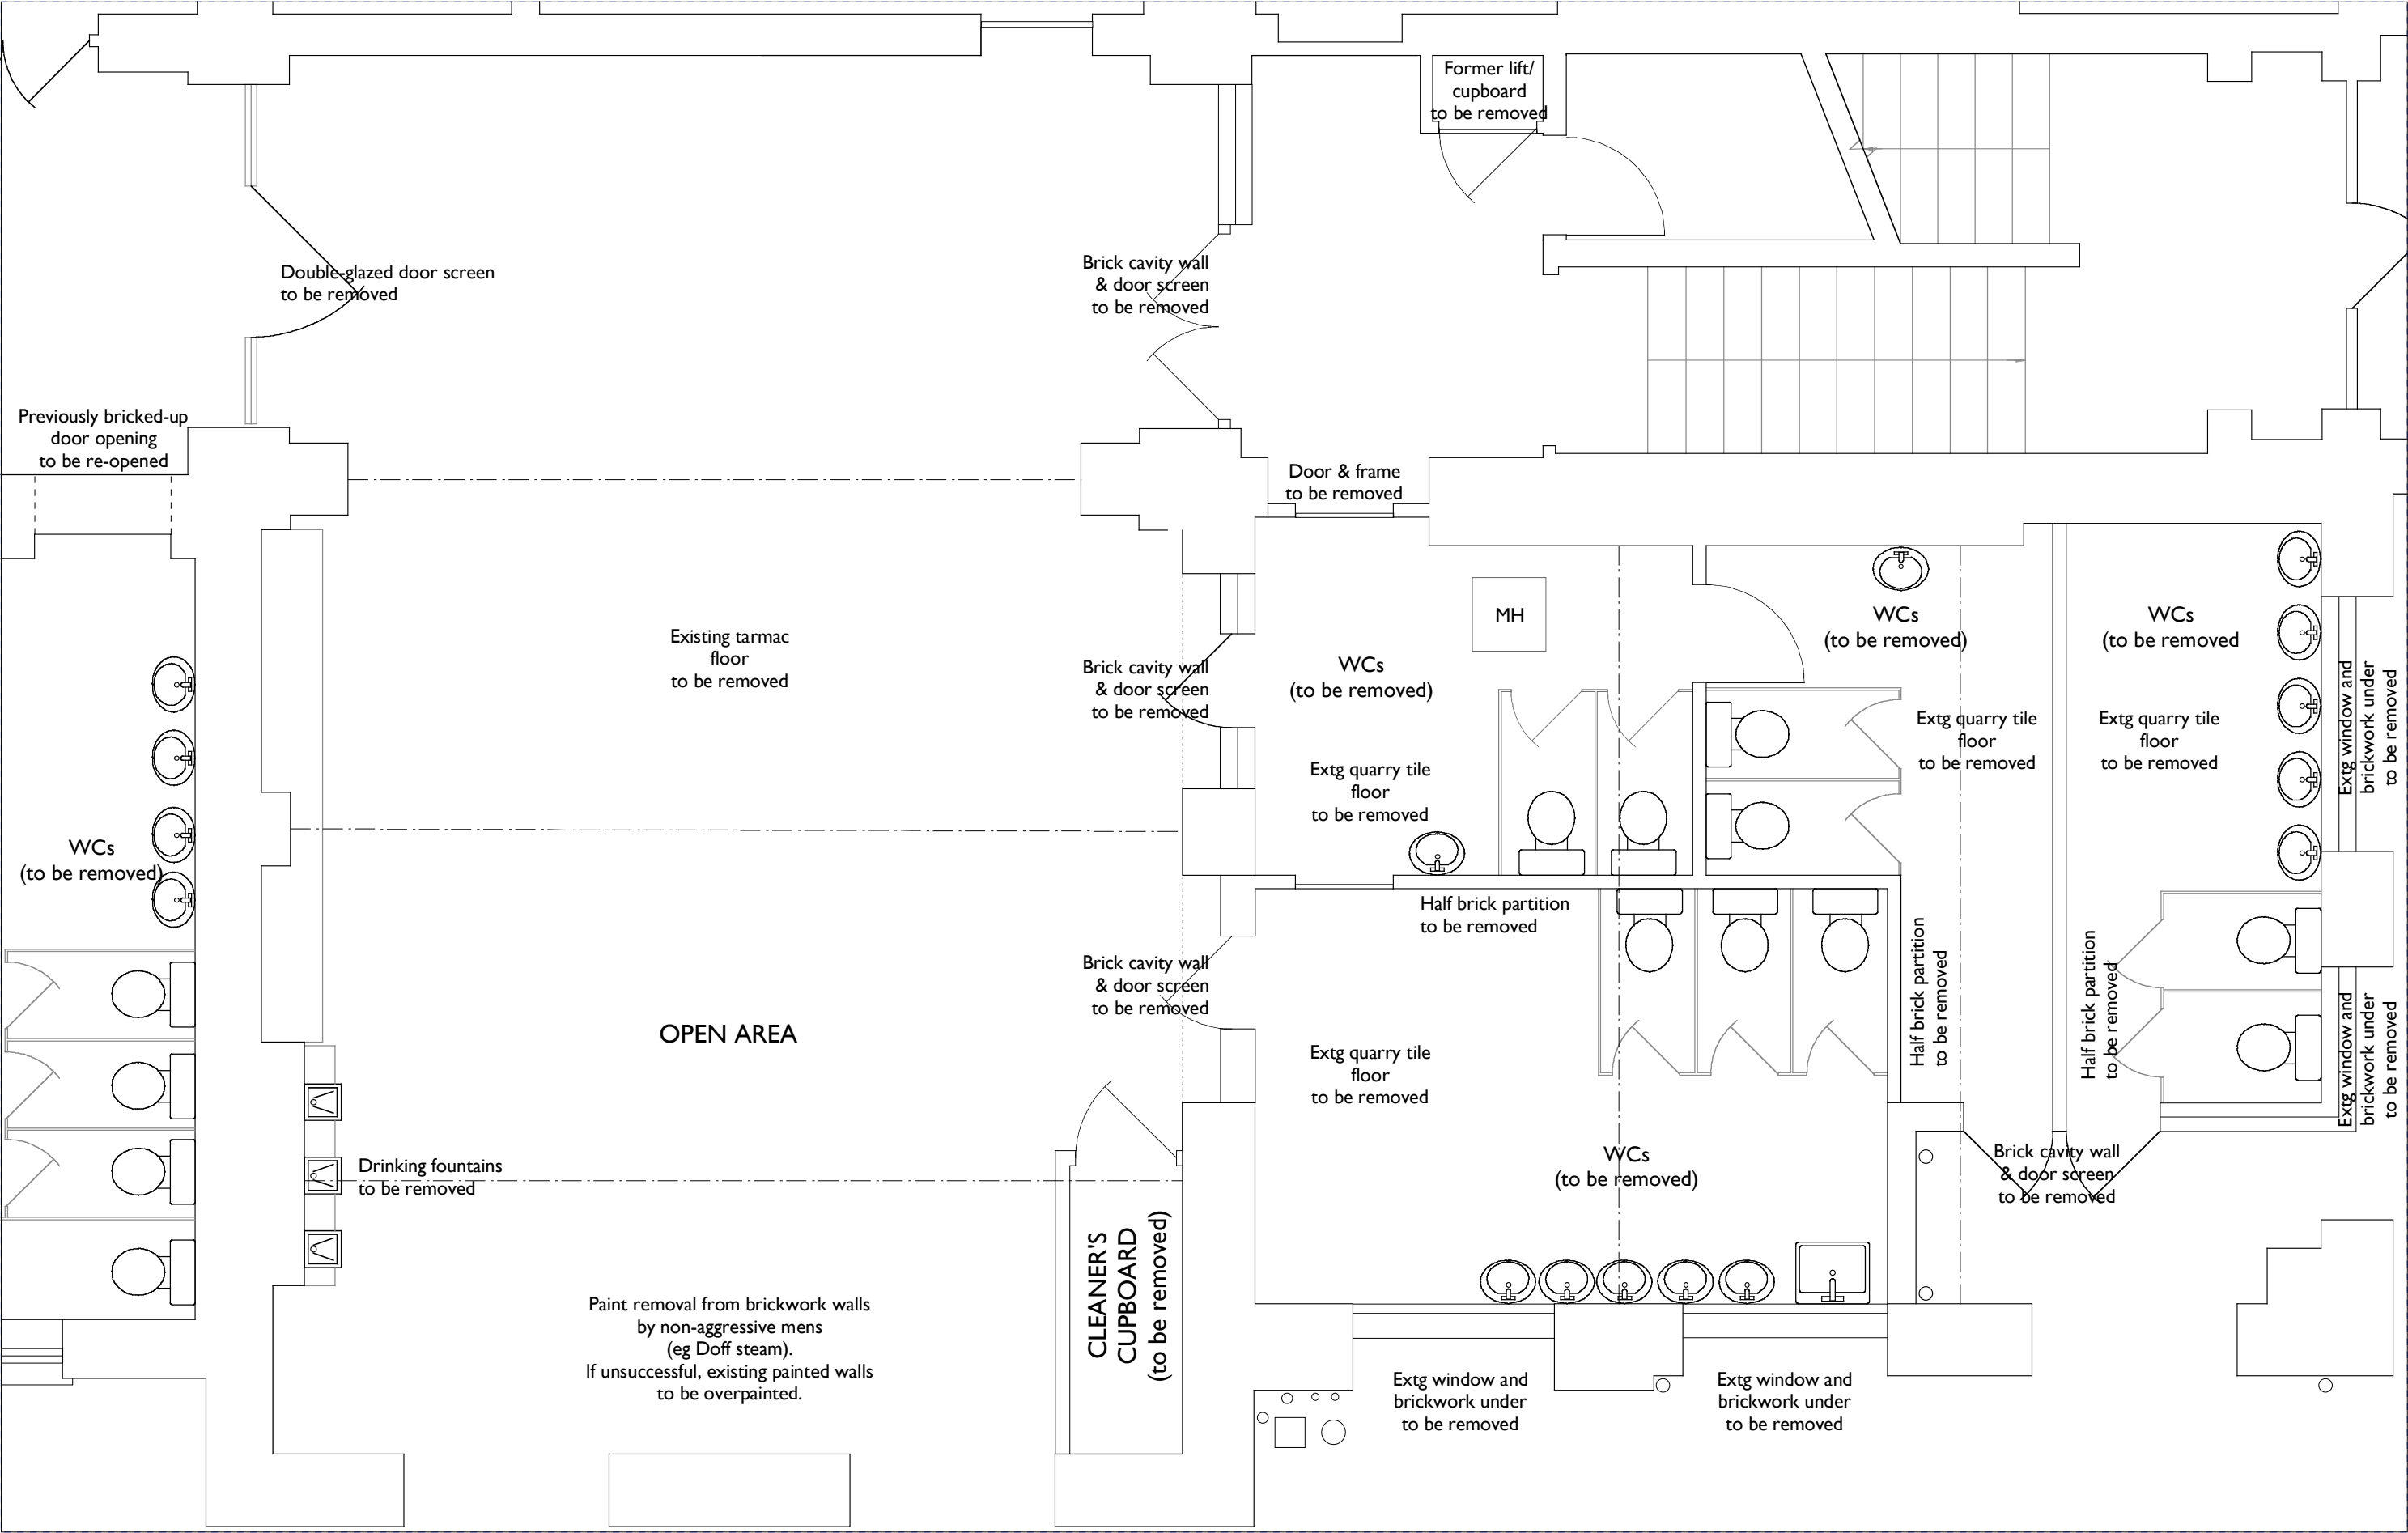 Former lift/
cupboard
to be removed
Double-glazed door screen
to be removed
Brick cavity wall
& door screen
to be removed
Previously bricked-up
door opening
to be re-opened
Door & frame
to be removed
Existing tarmac
floor
to be removed
Brick cavity wall
& door screen
to be removed
WCs
(to be removed)
MH
WCs
(to be removed)
WCs
(to be removed
Extg quarry tile
floor
to be removed
Extg quarry tile
floor
to be removed
Extg quarry tile
floor
to be removed
Extg window and
brickwork under
to be removed
WCs
(to be removed)
Half brick partition
to be removed
Brick cavity wall
& door screen
to be removed
OPEN AREA
Extg quarry tile
floor
to be removed
Half brick partition
to be removed
Half brick partition
to be removed
Extg window and
brickwork under
to be removed
Drinking fountains
to be removed
WCs
(to be removed)
Brick cavity wall
& door screen
to be removed
CLEANER'S
CUPBOARD
(to be removed)
Paint removal from brickwork walls
by non-aggressive mens
(eg Doff steam).
If unsuccessful, existing painted walls
to be overpainted.
Extg window and
brickwork under
to be removed
Extg window and
brickwork under
to be removed